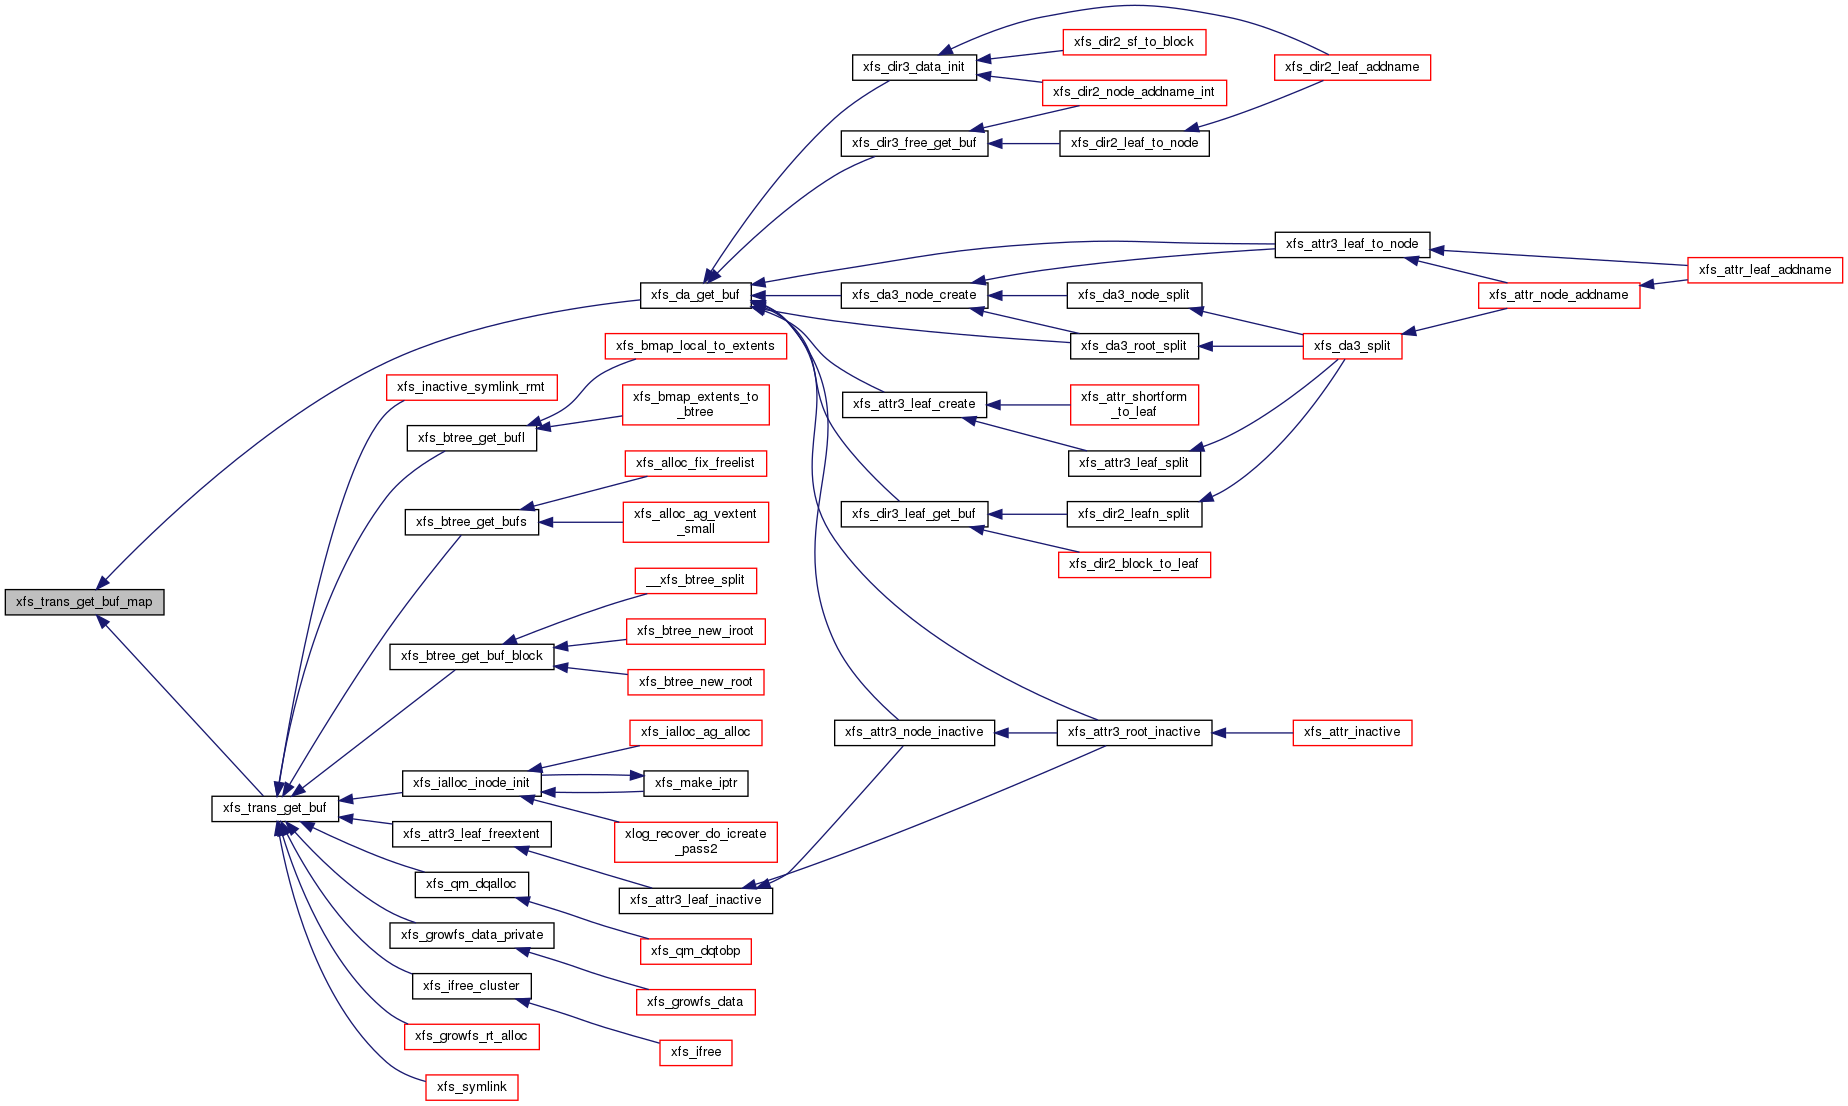 xfs_dir2_sf_to_block
xfs_dir3_data_init
xfs_dir2_leaf_addname
xfs_dir2_node_addname_int
xfs_dir3_free_get_buf
xfs_dir2_leaf_to_node
xfs_attr3_leaf_to_node
xfs_attr_leaf_addname
xfs_da_get_buf
xfs_da3_node_create
xfs_da3_node_split
xfs_attr_node_addname
xfs_bmap_local_to_extents
xfs_da3_root_split
xfs_da3_split
xfs_inactive_symlink_rmt
xfs_bmap_extents_to
_btree
xfs_attr3_leaf_create
xfs_attr_shortform
_to_leaf
xfs_btree_get_bufl
xfs_alloc_fix_freelist
xfs_attr3_leaf_split
xfs_btree_get_bufs
xfs_alloc_ag_vextent
_small
xfs_dir3_leaf_get_buf
xfs_dir2_leafn_split
xfs_dir2_block_to_leaf
__xfs_btree_split
xfs_trans_get_buf_map
xfs_btree_new_iroot
xfs_btree_get_buf_block
xfs_btree_new_root
xfs_ialloc_ag_alloc
xfs_attr3_node_inactive
xfs_attr3_root_inactive
xfs_attr_inactive
xfs_ialloc_inode_init
xfs_make_iptr
xfs_trans_get_buf
xfs_attr3_leaf_freextent
xlog_recover_do_icreate
_pass2
xfs_qm_dqalloc
xfs_attr3_leaf_inactive
xfs_growfs_data_private
xfs_qm_dqtobp
xfs_ifree_cluster
xfs_growfs_data
xfs_growfs_rt_alloc
xfs_ifree
xfs_symlink